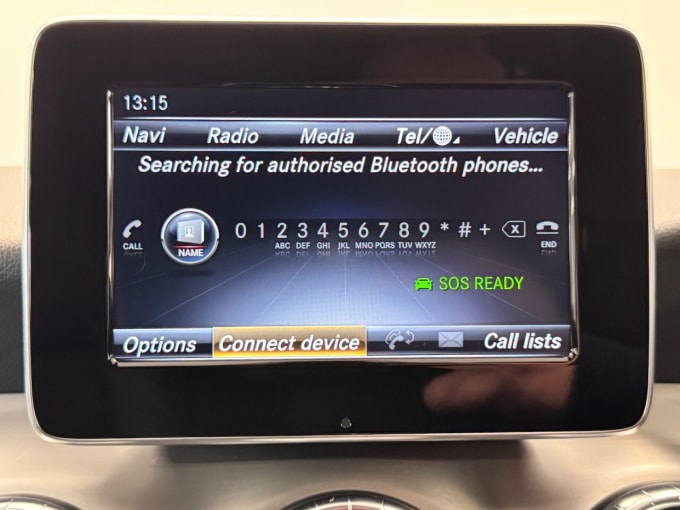 13:15
Navi Radio Media Tel/ Vehicle
Searching for authorised Bluetooth phones...
0 1 2 3 4 5 6 7 8 9 * # +
CALL NAME ABC DEF GHI JKL MNO PQRS TUV WXYZ END
SOS READY
Options Connect device Call lists